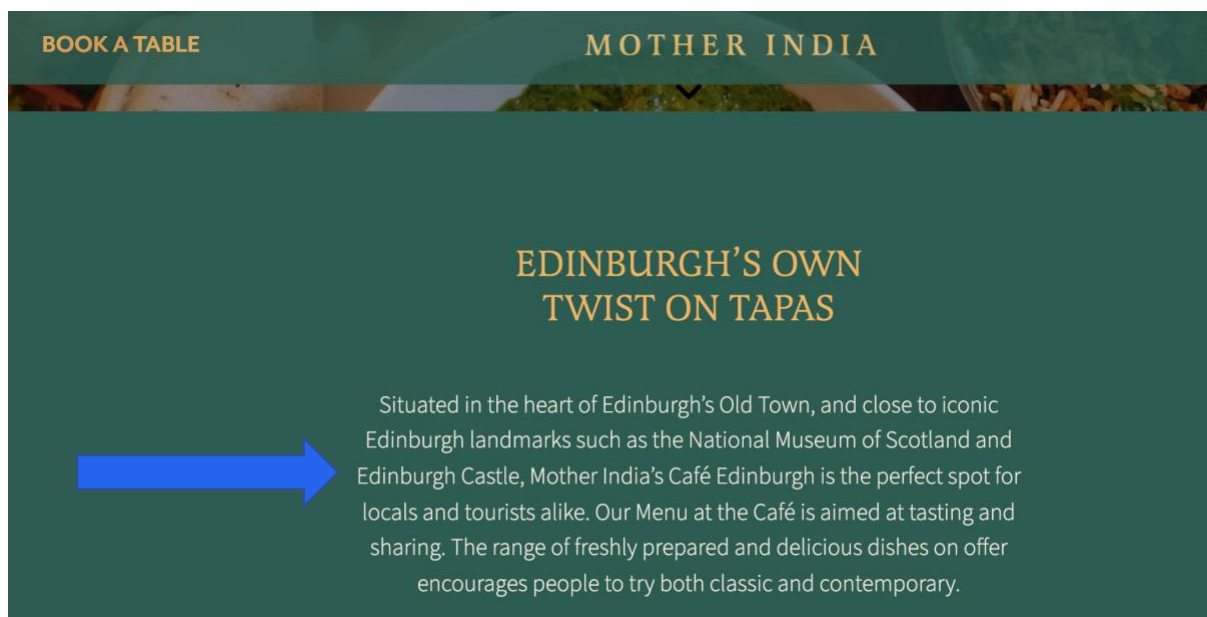 BOOK A TABLE
MOTHER INDIA
EDINBURGH’S OWN
TWIST ON TAPAS
Situated in the heart of Edinburgh’s Old Town, and close to iconic
Edinburgh landmarks such as the National Museum of Scotland and
Edinburgh Castle, Mother India’s Café Edinburgh is the perfect spot for
locals and tourists alike. Our Menu at the Café is aimed at tasting and
sharing. The range of freshly prepared and delicious dishes on offer
encourages people to try both classic and contemporary.